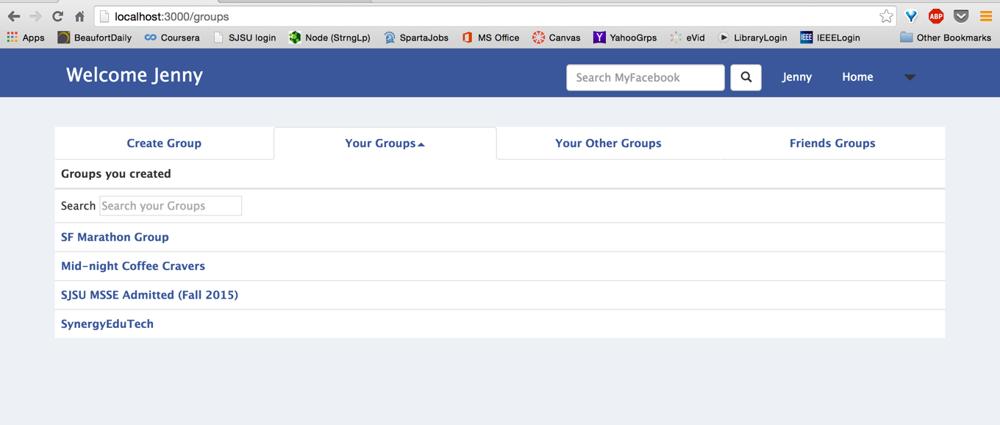 localhost:3000/groups
ABP
Apps BeaufortDaily Coursera SJSU login Node (StrngLp) SpartaJobs MS Office Canvas Y YahooGrps eVid LibraryLogin IEEE IEEELogin Other Bookmarks
Welcome Jenny Search MyFacebook Jenny Home
Create Group Your Groups Your Other Groups Friends Groups
Groups you created
Search Search your Groups
SF Marathon Group
Mid-night Coffee Cravers
SJSU MSSE Admitted (Fall 2015)
SynergyEduTech